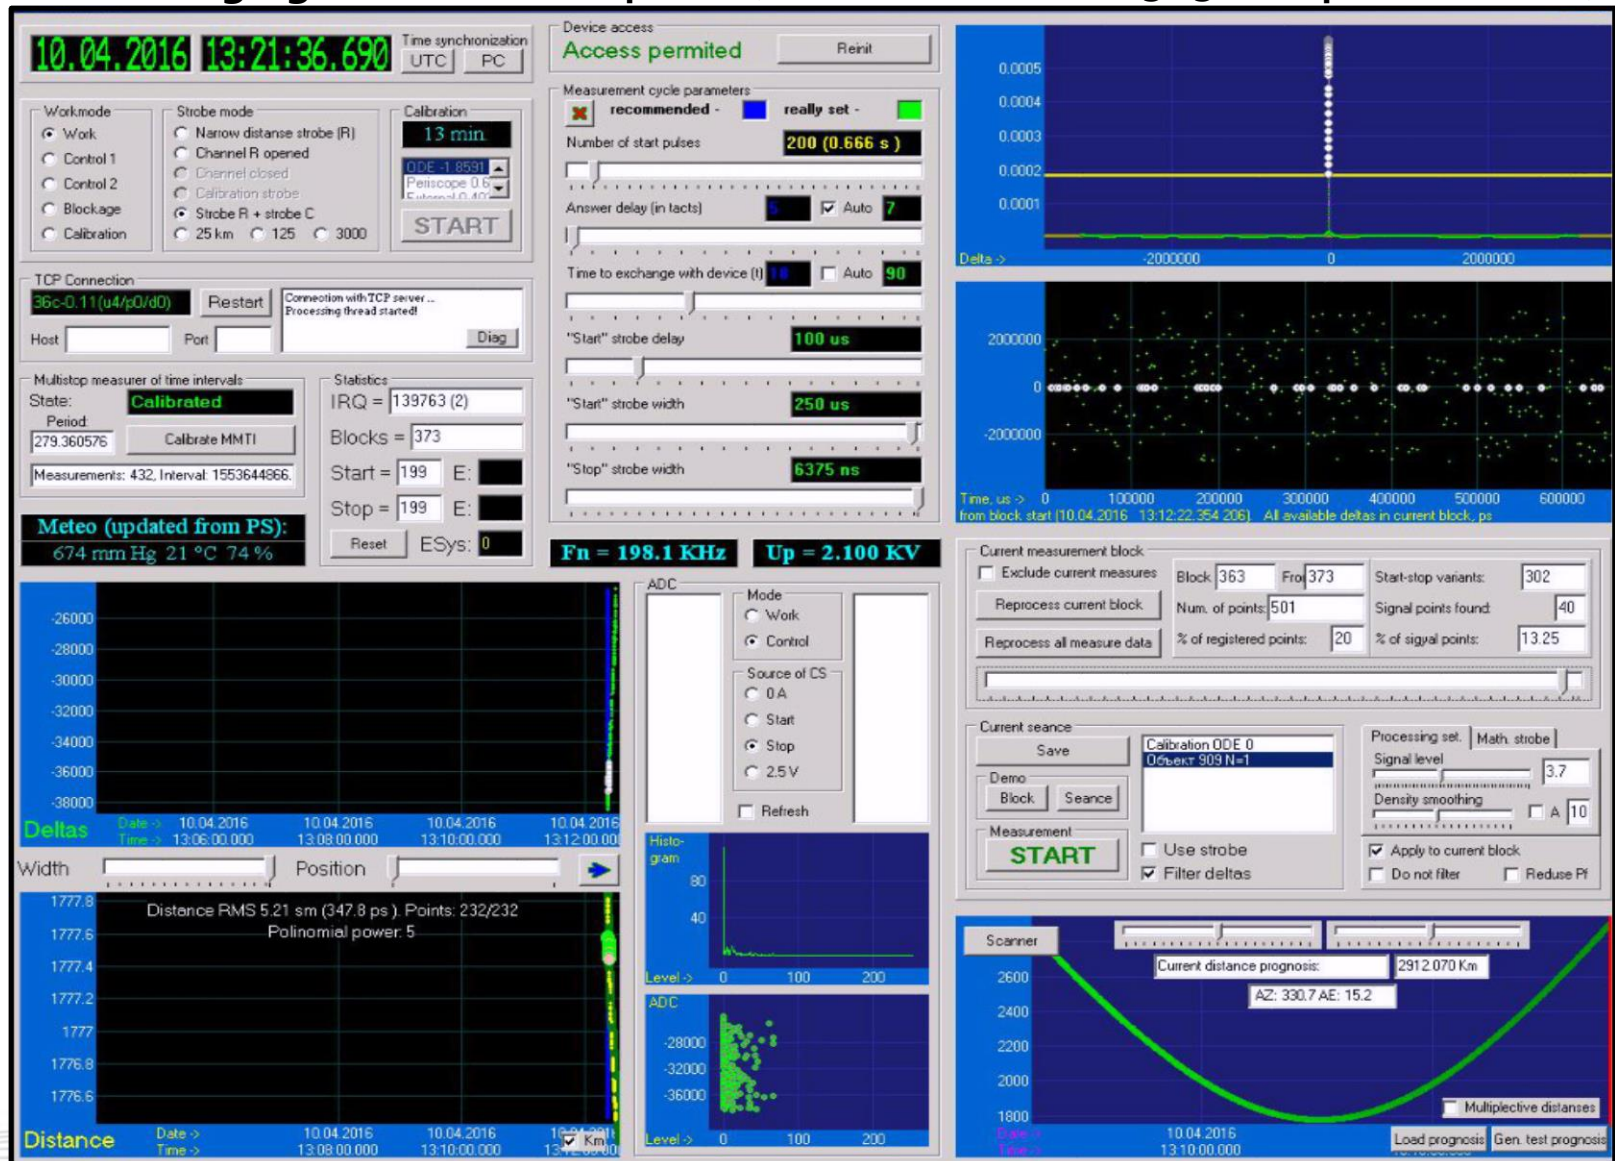 10.04.2016 13:21:36.690
Time synchronization
UTC PC
Workmode
Work
Control 1
Control 2
Blockage
Calibration
Strobe mode
Narrow distanse strobe (R)
Channel R opened
Channel closed
Calibration strobe
Strobe R + strobe C
25 km 125 3000
Calibration
13 min.
ODE -1.8591
Periscope 0.6
START
TCP Connection
36c-0.11(u4/p0/d0) Restart
Connection with TCP server ...
Processing thread started!
Host Port Diag
Multistop measurer of time intervals
State: Calibrated
Period:
279.360576 Calibrate MMTI
Measurements: 432, Interval: 1553644866.
Statistics
IRQ = 139763 (2)
Blocks = 373
Start = 199 E:
Stop = 199 E:
Reset ESys: 0
Meteo (updated from PS):
674 mm Hg 21 °C 74 %
Device access
Access permited Reinit
Measurement cycle parameters
recommended - really set -
Number of start pulses 200 (0.666 s )
Answer delay (in tacts) 5 Auto 7
Time to exchange with device (t) Auto 90
"Start" strobe delay 100 us
"Start" strobe width 250 us
"Stop" strobe width 6375 ns
Fn = 198.1 KHz Up = 2.100 KV
0.0005
0.0004
0.0003
0.0002
0.0001
Delta -> -2000000 0 2000000
2000000
0
-2000000
Time, us -> 0 100000 200000 300000 400000 500000 600000
from block start (10.04.2016 13:12:22.354 206). All available deltas in current block, ps
-26000
-28000
-30000
-32000
-34000
-36000
-38000
Deltas
Date -> 10.04.2016 10.04.2016 10.04.2016 10.04.2016
Time -> 13:06:00.000 13:08:00.000 13:10:00.000 13:12:00.000
Width Position
Distance RMS 5.21 sm (347.8 ps ). Points: 232/232
Polinomial power: 5
1777.8
1777.6
1777.4
1777.2
1777
1776.8
1776.6
Distance
Date -> 10.04.2016 10.04.2016
Time -> 13:08:00.000 13:10:00.000
Km
ADC
Mode
Work
Control
Source of CS
0 A
Start
Stop
2.5 V
Refresh
Histo-
gram
80
40
Level -> 0 100 200
ADC
-28000
-32000
-36000
Level -> 0 100 200
Current measurement block
Exclude current measures
Reprocess current block
Reprocess all measure data
Block 363 Fro 373
Num. of points: 501
% of registered points: 20
Start-stop variants: 302
Signal points found: 40
% of sigyal points: 13.25
Current seance
Save
Demo
Block Seance
Measurement
START
Calibration ODE 0
Объект 909 N=1
Use strobe
Filter deltas
Processing set. Math. strobe
Signal level
3.7
Density smoothing
A 10
Apply to current block
Do not filter Reduse Pf
Scanner
Current distance prognosis: 2912.070 Km
AZ: 330.7 AE: 15.2
2600
2400
2200
2000
1800
Multiplective distanses
Date ->
Time ->
10.04.2016
13:10:00.000
Load prognosis Gen. test prognosis